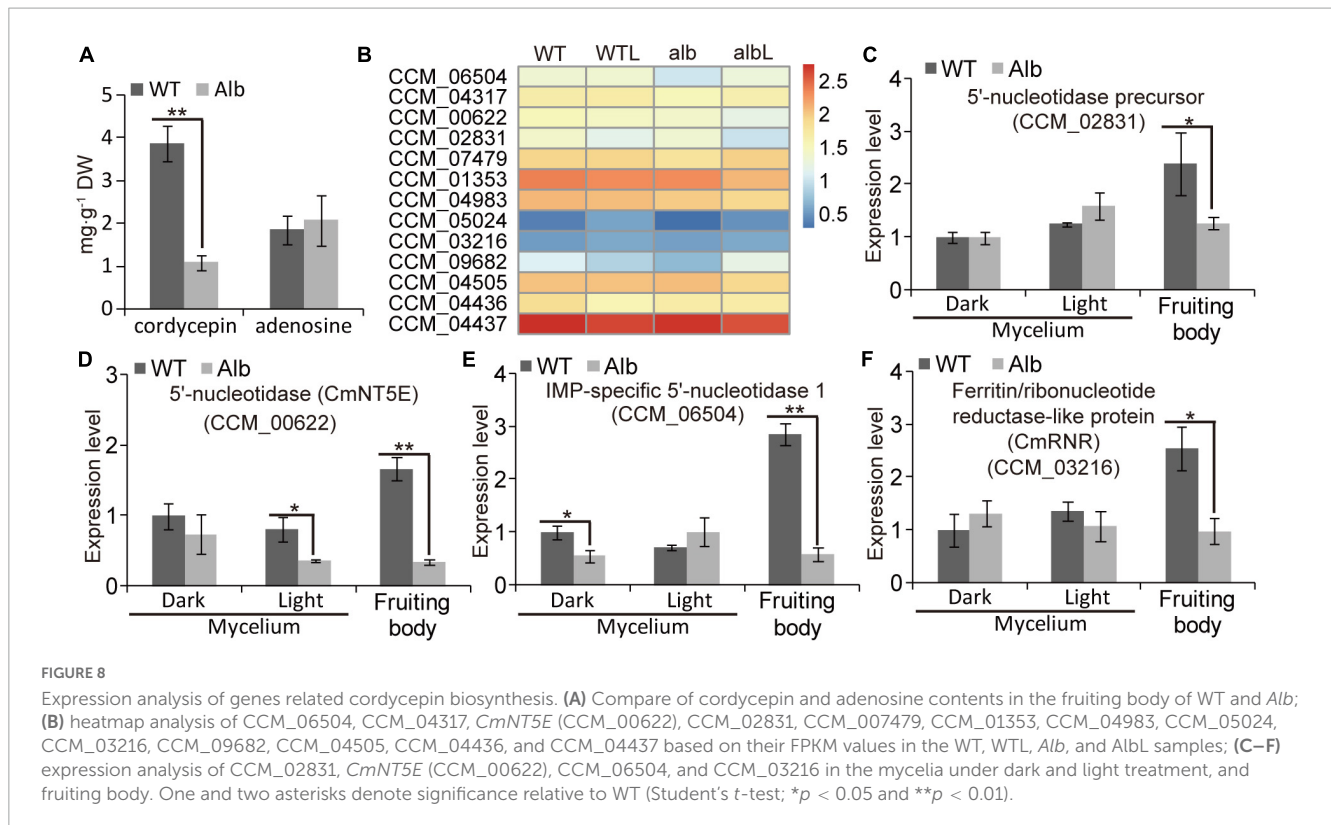 A
WT Alb
5
4
3
2
1
0
mg·g⁻¹ DW
**
cordycepin adenosine
B
WT WTL alb albL
CCM_06504
CCM_04317
CCM_00622
CCM_02831
CCM_07479
CCM_01353
CCM_04983
CCM_05024
CCM_03216
CCM_09682
CCM_04505
CCM_04436
CCM_04437
2.5
2
1.5
1
0.5
C
WT Alb
4
3
2
1
0
Expression level
5'-nucleotidase precursor
(CCM_02831)
*
Dark Light Fruiting
Mycelium body
D
WT Alb
3
2
1
0
Expression level
5'-nucleotidase (CmNT5E)
(CCM_00622)
*
**
Dark Light Fruiting
Mycelium body
E
WT Alb
4
3
2
1
0
Expression level
IMP-specific 5'-nucleotidase 1
(CCM_06504)
*
**
Dark Light Fruiting
Mycelium body
F
WT Alb
4
3
2
1
0
Expression level
Ferritin/ribonucleotide
reductase-like protein
(CmRNR)
(CCM_03216)
*
Dark Light Fruiting
Mycelium body
FIGURE 8
Expression analysis of genes related cordycepin biosynthesis. (A) Compare of cordycepin and adenosine contents in the fruiting body of WT and Alb;
(B) heatmap analysis of CCM_06504, CCM_04317, CmNT5E (CCM_00622), CCM_02831, CCM_007479, CCM_01353, CCM_04983, CCM_05024,
CCM_03216, CCM_09682, CCM_04505, CCM_04436, and CCM_04437 based on their FPKM values in the WT, WTL, Alb, and AlbL samples; (C–F)
expression analysis of CCM_02831, CmNT5E (CCM_00622), CCM_06504, and CCM_03216 in the mycelia under dark and light treatment, and
fruiting body. One and two asterisks denote significance relative to WT (Student's t-test; *p < 0.05 and **p < 0.01).